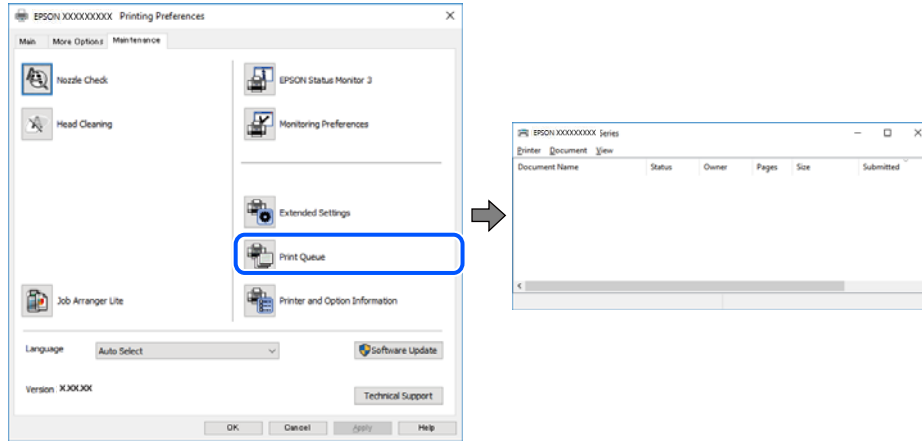 EPSON XXXXXXXXX Printing Preferences
Main More Options Maintenance
Nozzle Check
EPSON Status Monitor 3
Head Cleaning
Monitoring Preferences
Extended Settings
Print Queue
Job Arranger Lite
Printer and Option Information
Language Auto Select
Software Update
Version X.XX.XX
Technical Support
OK Cancel Apply Help
EPSON XXXXXXXXX Series
Printer Document View
Document Name Status Owner Pages Size Submitted